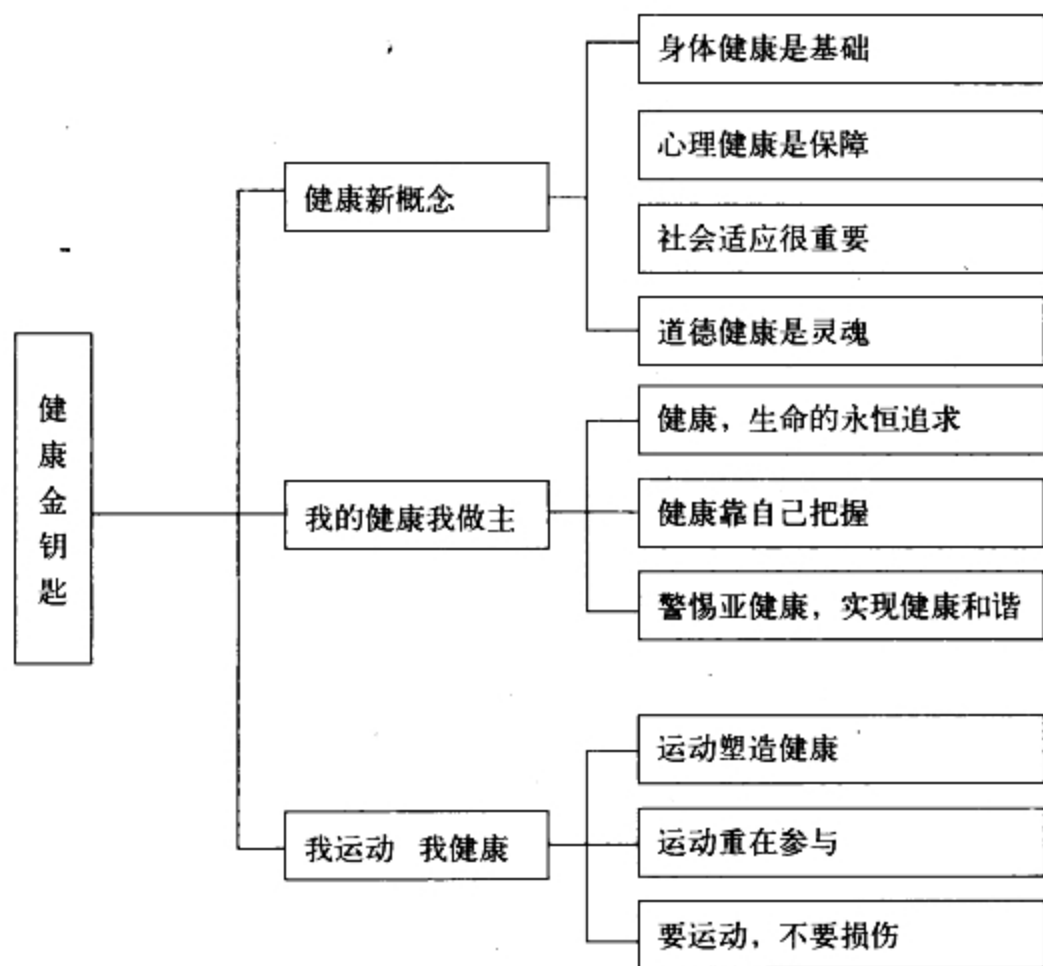 健康金钥匙
健康新概念
身体健康是基础
心理健康是保障
社会适应很重要
道德健康是灵魂
我的健康我做主
健康，生命的永恒追求
健康靠自己把握
警惕亚健康，实现健康和谐
我运动 我健康
运动塑造健康
运动重在参与
要运动，不要损伤